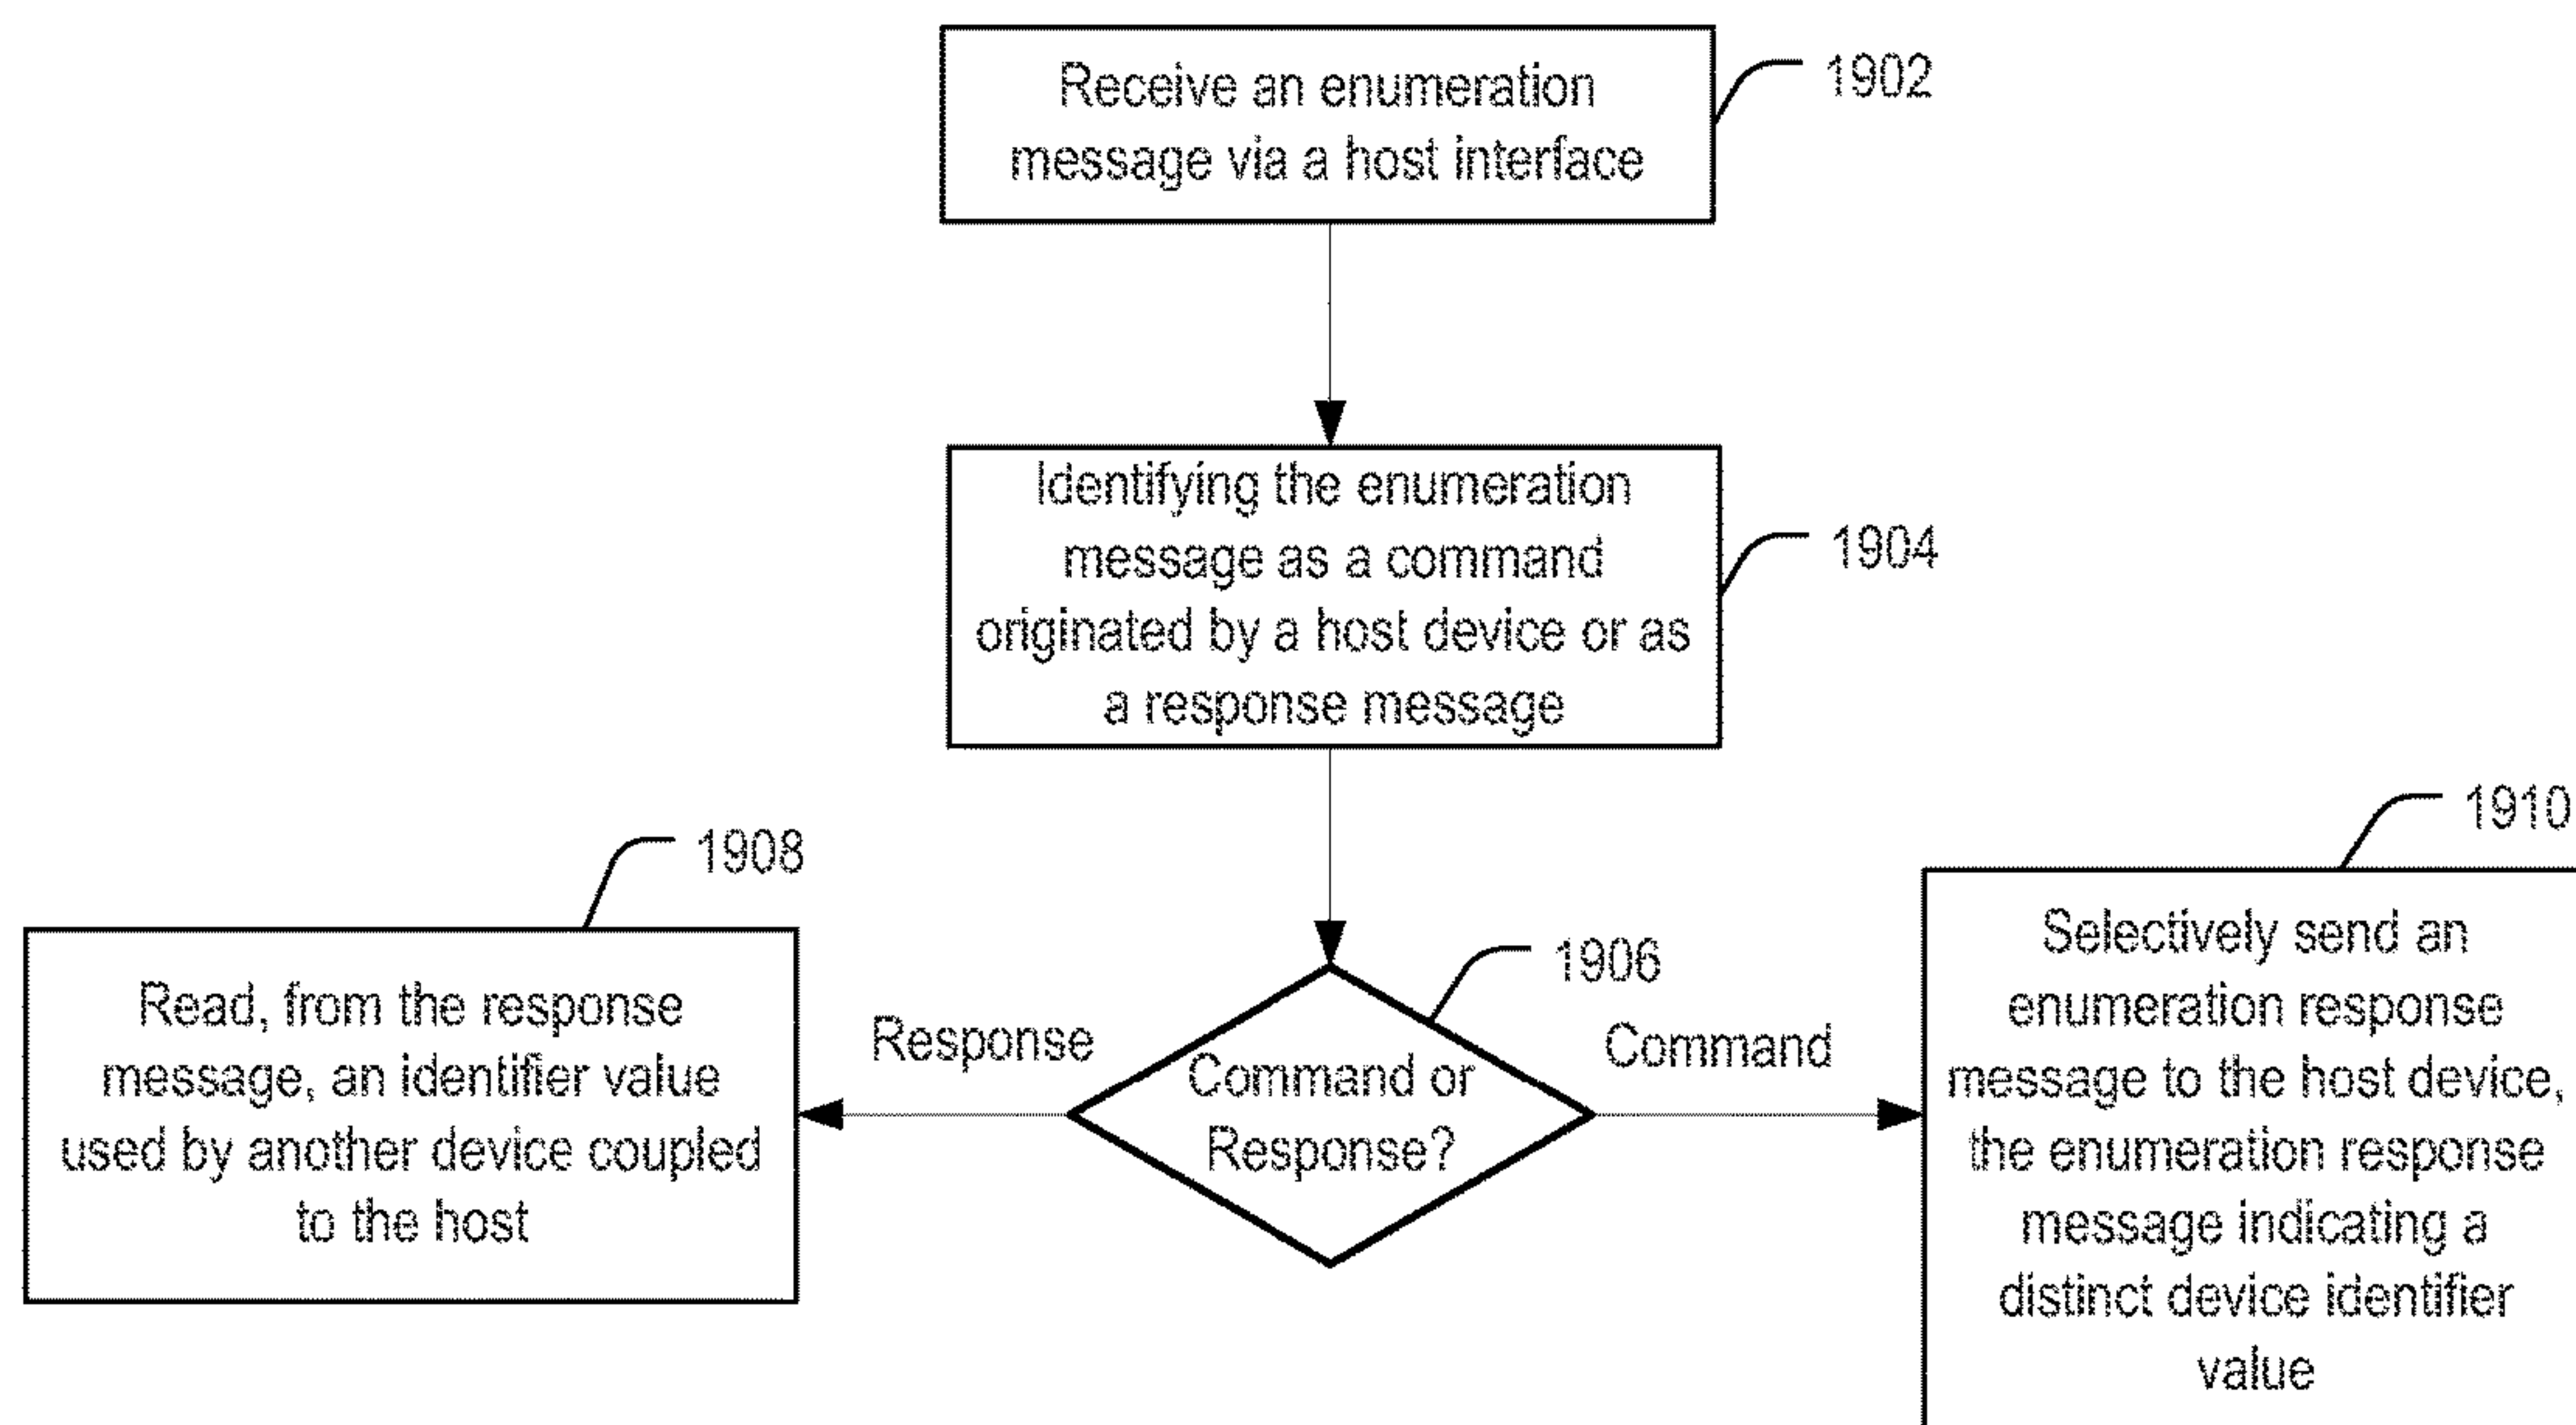 Receive an enumeration
message via a host interface
1902
Identifying the enumeration
message as a command
originated by a host device or as
a response message
1904
1906
Command or
Response?
Response
Command
1908
Read, from the response
message, an identifier value
used by another device coupled
to the host
1910
Selectively send an
enumeration response
message to the host device,
the enumeration response
message indicating a
distinct device identifier
value